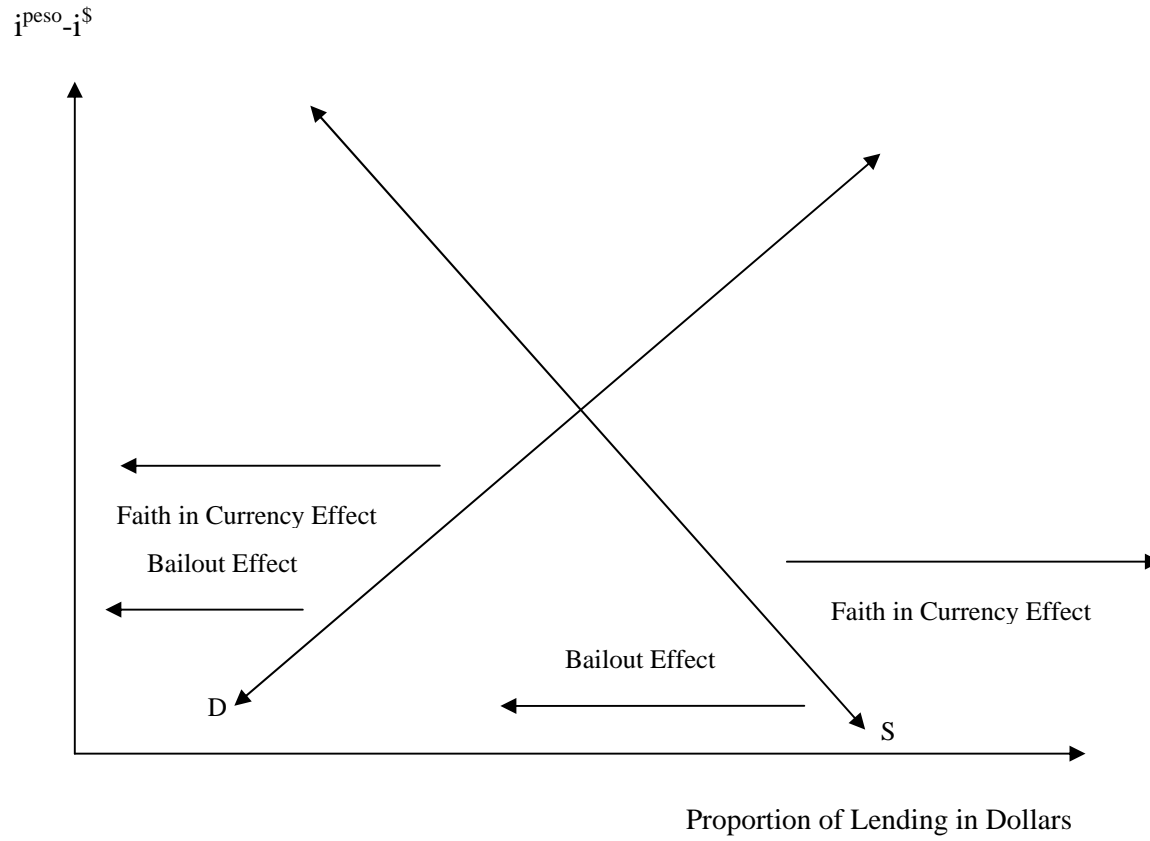 i^peso-i^$
Faith in Currency Effect
Bailout Effect
Faith in Currency Effect
Bailout Effect
D
S
Proportion of Lending in Dollars